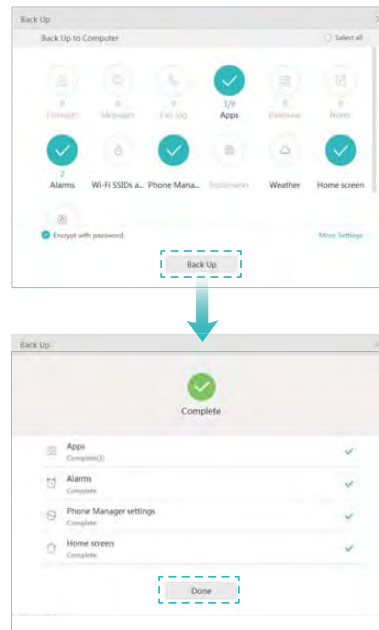 Back Up
Back Up to Computer
Select all
0 0 0 1/9 0 0
Contacts Messages Call log Apps Calendar Notes
2
Alarms Wi-Fi SSIDs a... Phone Mana... Bookmarks Weather Home screen
Encrypt with password
More Settings
Back Up
Back Up
Complete
Apps
Complete(1)
Alarms
Complete
Phone Manager settings
Complete
Home screen
Complete
Done